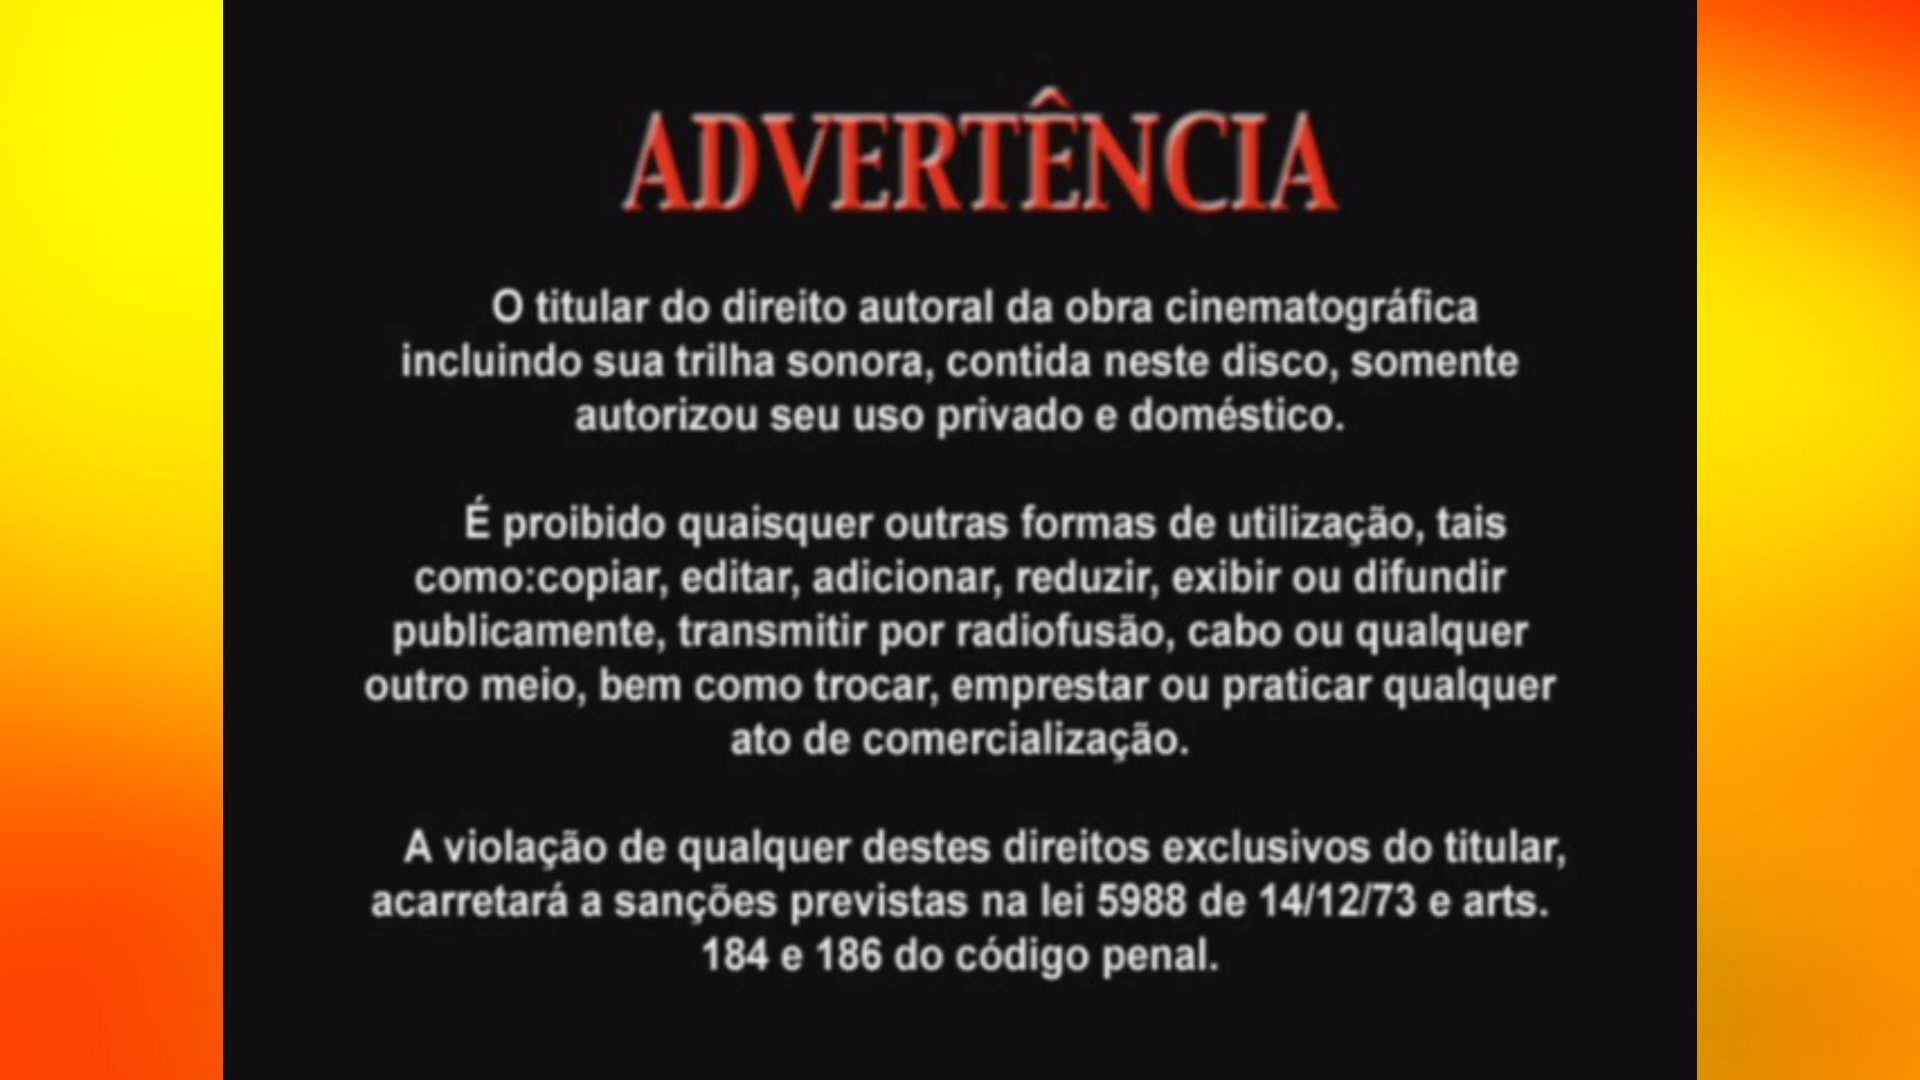 ADVERTÊNCIA
O titular do direito autoral da obra cinematográfica
incluindo sua trilha sonora, contida neste disco, somente
autorizou seu uso privado e doméstico.
É proibido quaisquer outras formas de utilização, tais
como:copiar, editar, adicionar, reduzir, exibir ou difundir
publicamente, transmitir por radiofusão, cabo ou qualquer
outro meio, bem como trocar, emprestar ou praticar qualquer
ato de comercialização.
A violação de qualquer destes direitos exclusivos do titular,
acarretará a sanções previstas na lei 5988 de 14/12/73 e arts.
184 e 186 do código penal.